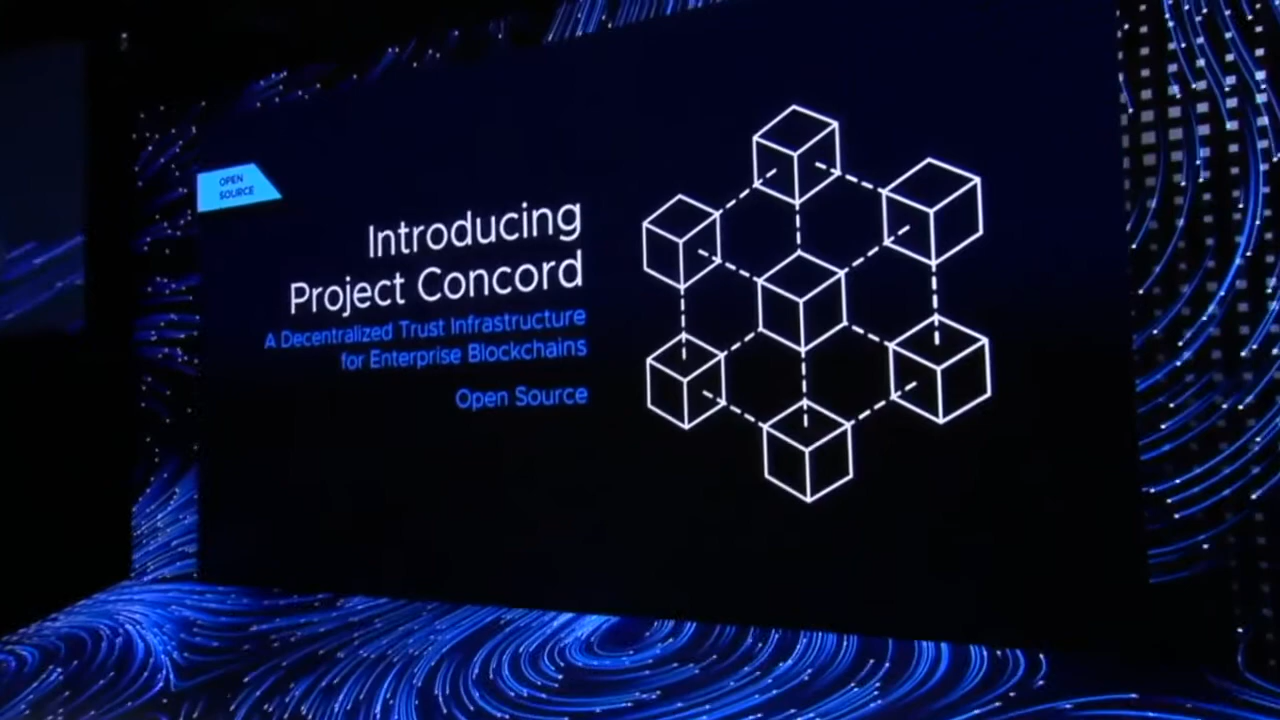 OPEN
SOURCE
Introducing
Project Concord
A Decentralized Trust Infrastructure
for Enterprise Blockchains
Open Source